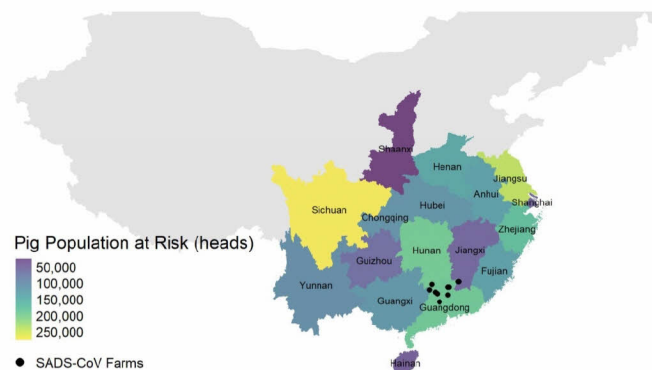 Shaanxi
Henan
Jiangsu
Anhui
Shanghai
Hubei
Sichuan
Chongqing
Zhejiang
Hunan
Jiangxi
Guizhou
Fujian
Yunnan
Guangxi
Guangdong
Hainan
Pig Population at Risk (heads)
50,000
100,000
150,000
200,000
250,000
SADS-CoV Farms